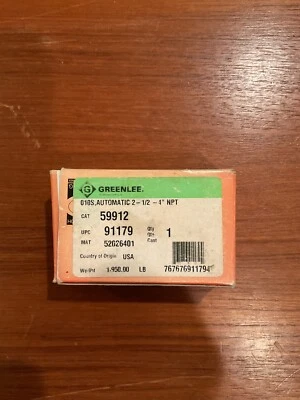 G GREENLEE.
DIES,AUTOMATIC 2-1/2 - 4" NPT
CAT 59912
UPC 91179 Qty 1
MAT 52026401
Country of Origin USA
LB 767676911794